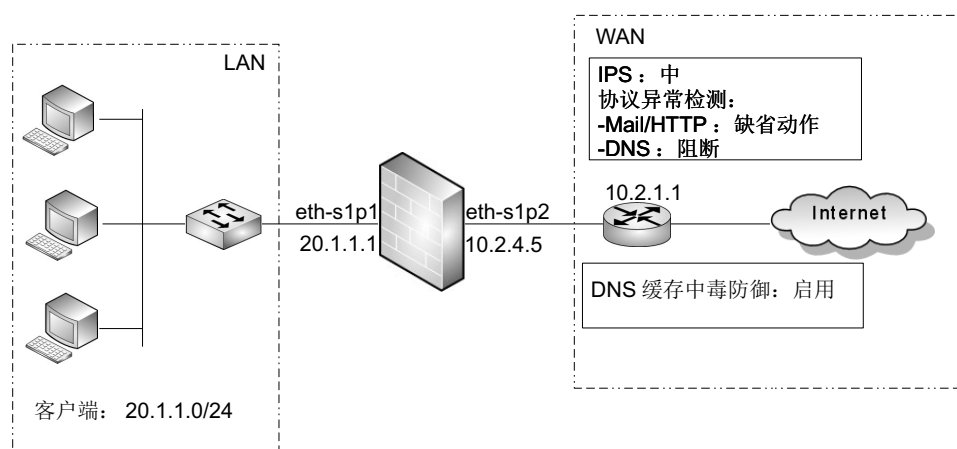 LAN
WAN
IPS：中
协议异常检测：
-Mail/HTTP：缺省动作
-DNS：阻断
eth-s1p1
20.1.1.1
eth-s1p2
10.2.4.5
10.2.1.1
Internet
DNS 缓存中毒防御：启用
客户端： 20.1.1.0/24